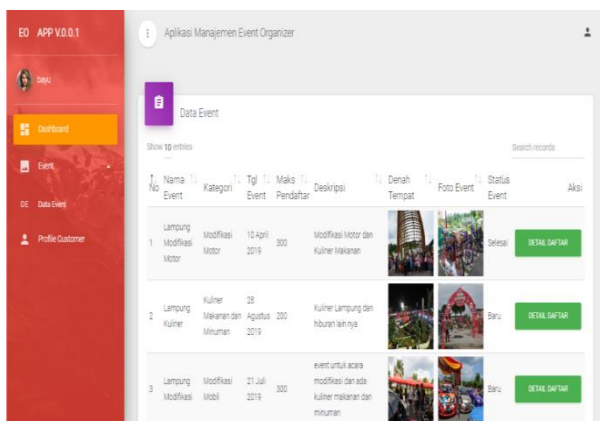 EO APP V.0.0.1
Aplikasi Manajemen Event Organizer
bayu
Dashboard
Event
DE Data Event
Profile Customer
Data Event
Show 10 entries
Search records
No
Nama Event
Kategori
Tgl Event
Maks Pendaftar
Deskripsi
Denah Tempat
Foto Event
Status Event
Aksi
1
Lampung Modifikasi Motor
Modifikasi Motor
10 April 2019
300
Modifikasi Motor dan Kuliner Makanan
Selesai
DETAIL DAFTAR
2
Lampung Kuliner
Kuliner Makanan dan Minuman
28 Agustus 2019
200
Kuliner Lampung dan hiburan lain nya
Baru
DETAIL DAFTAR
3
Lampung Modifikasi
Modifikasi Mobil
21 Juli 2019
300
event untuk acara modifikasi dan ada kuliner makanan dan minuman
Baru
DETAIL DAFTAR